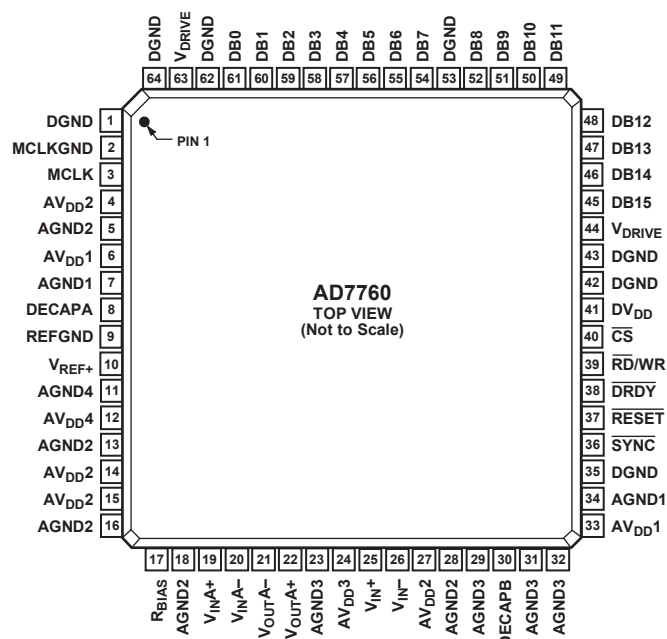 DGND
VDRIVE
DGND
DB0
DB1
DB2
DB3
DB4
DB5
DB6
DB7
DGND
DB8
DB9
DB10
DB11
64 63 62 61 60 59 58 57 56 55 54 53 52 51 50 49
DGND 1
MCLKGND 2
MCLK 3
AVDD2 4
AGND2 5
AVDD1 6
AGND1 7
DECAPA 8
REFGND 9
VREF+ 10
AGND4 11
AVDD4 12
AGND2 13
AVDD2 14
AVDD2 15
AGND2 16
PIN 1
AD7760
TOP VIEW
(Not to Scale)
48 DB12
47 DB13
46 DB14
45 DB15
44 VDRIVE
43 DGND
42 DGND
41 DVDD
40 CS
39 RD/WR
38 DRDY
37 RESET
36 SYNC
35 DGND
34 AGND1
33 AVDD1
17 18 19 20 21 22 23 24 25 26 27 28 29 30 31 32
RBIAS
AGND2
VINA+
VINA–
VOUTA–
VOUTA+
AGND3
AVDD3
VIN+
VIN–
AVDD2
AGND2
AGND3
DECAPB
AGND3
AGND3